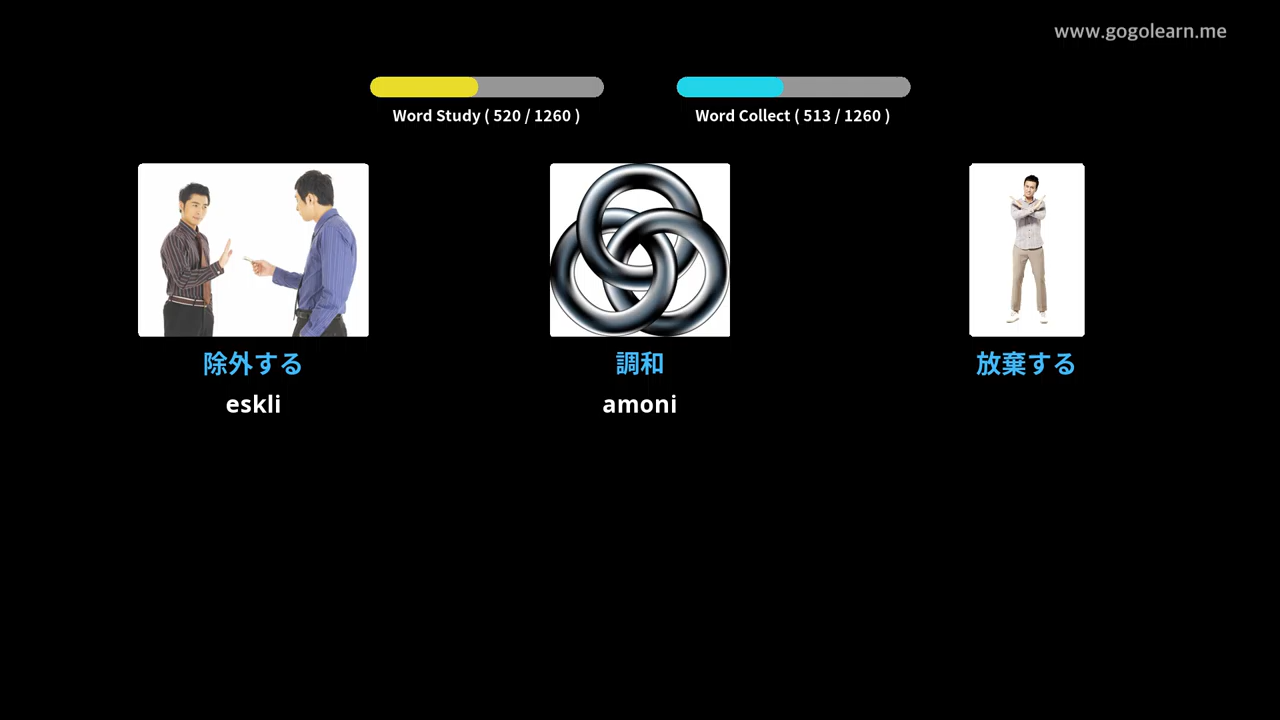 www.gogolearn.me
Word Study ( 520 / 1260 )
Word Collect ( 513 / 1260 )
除外する
調和
放棄する
eskli
amoni